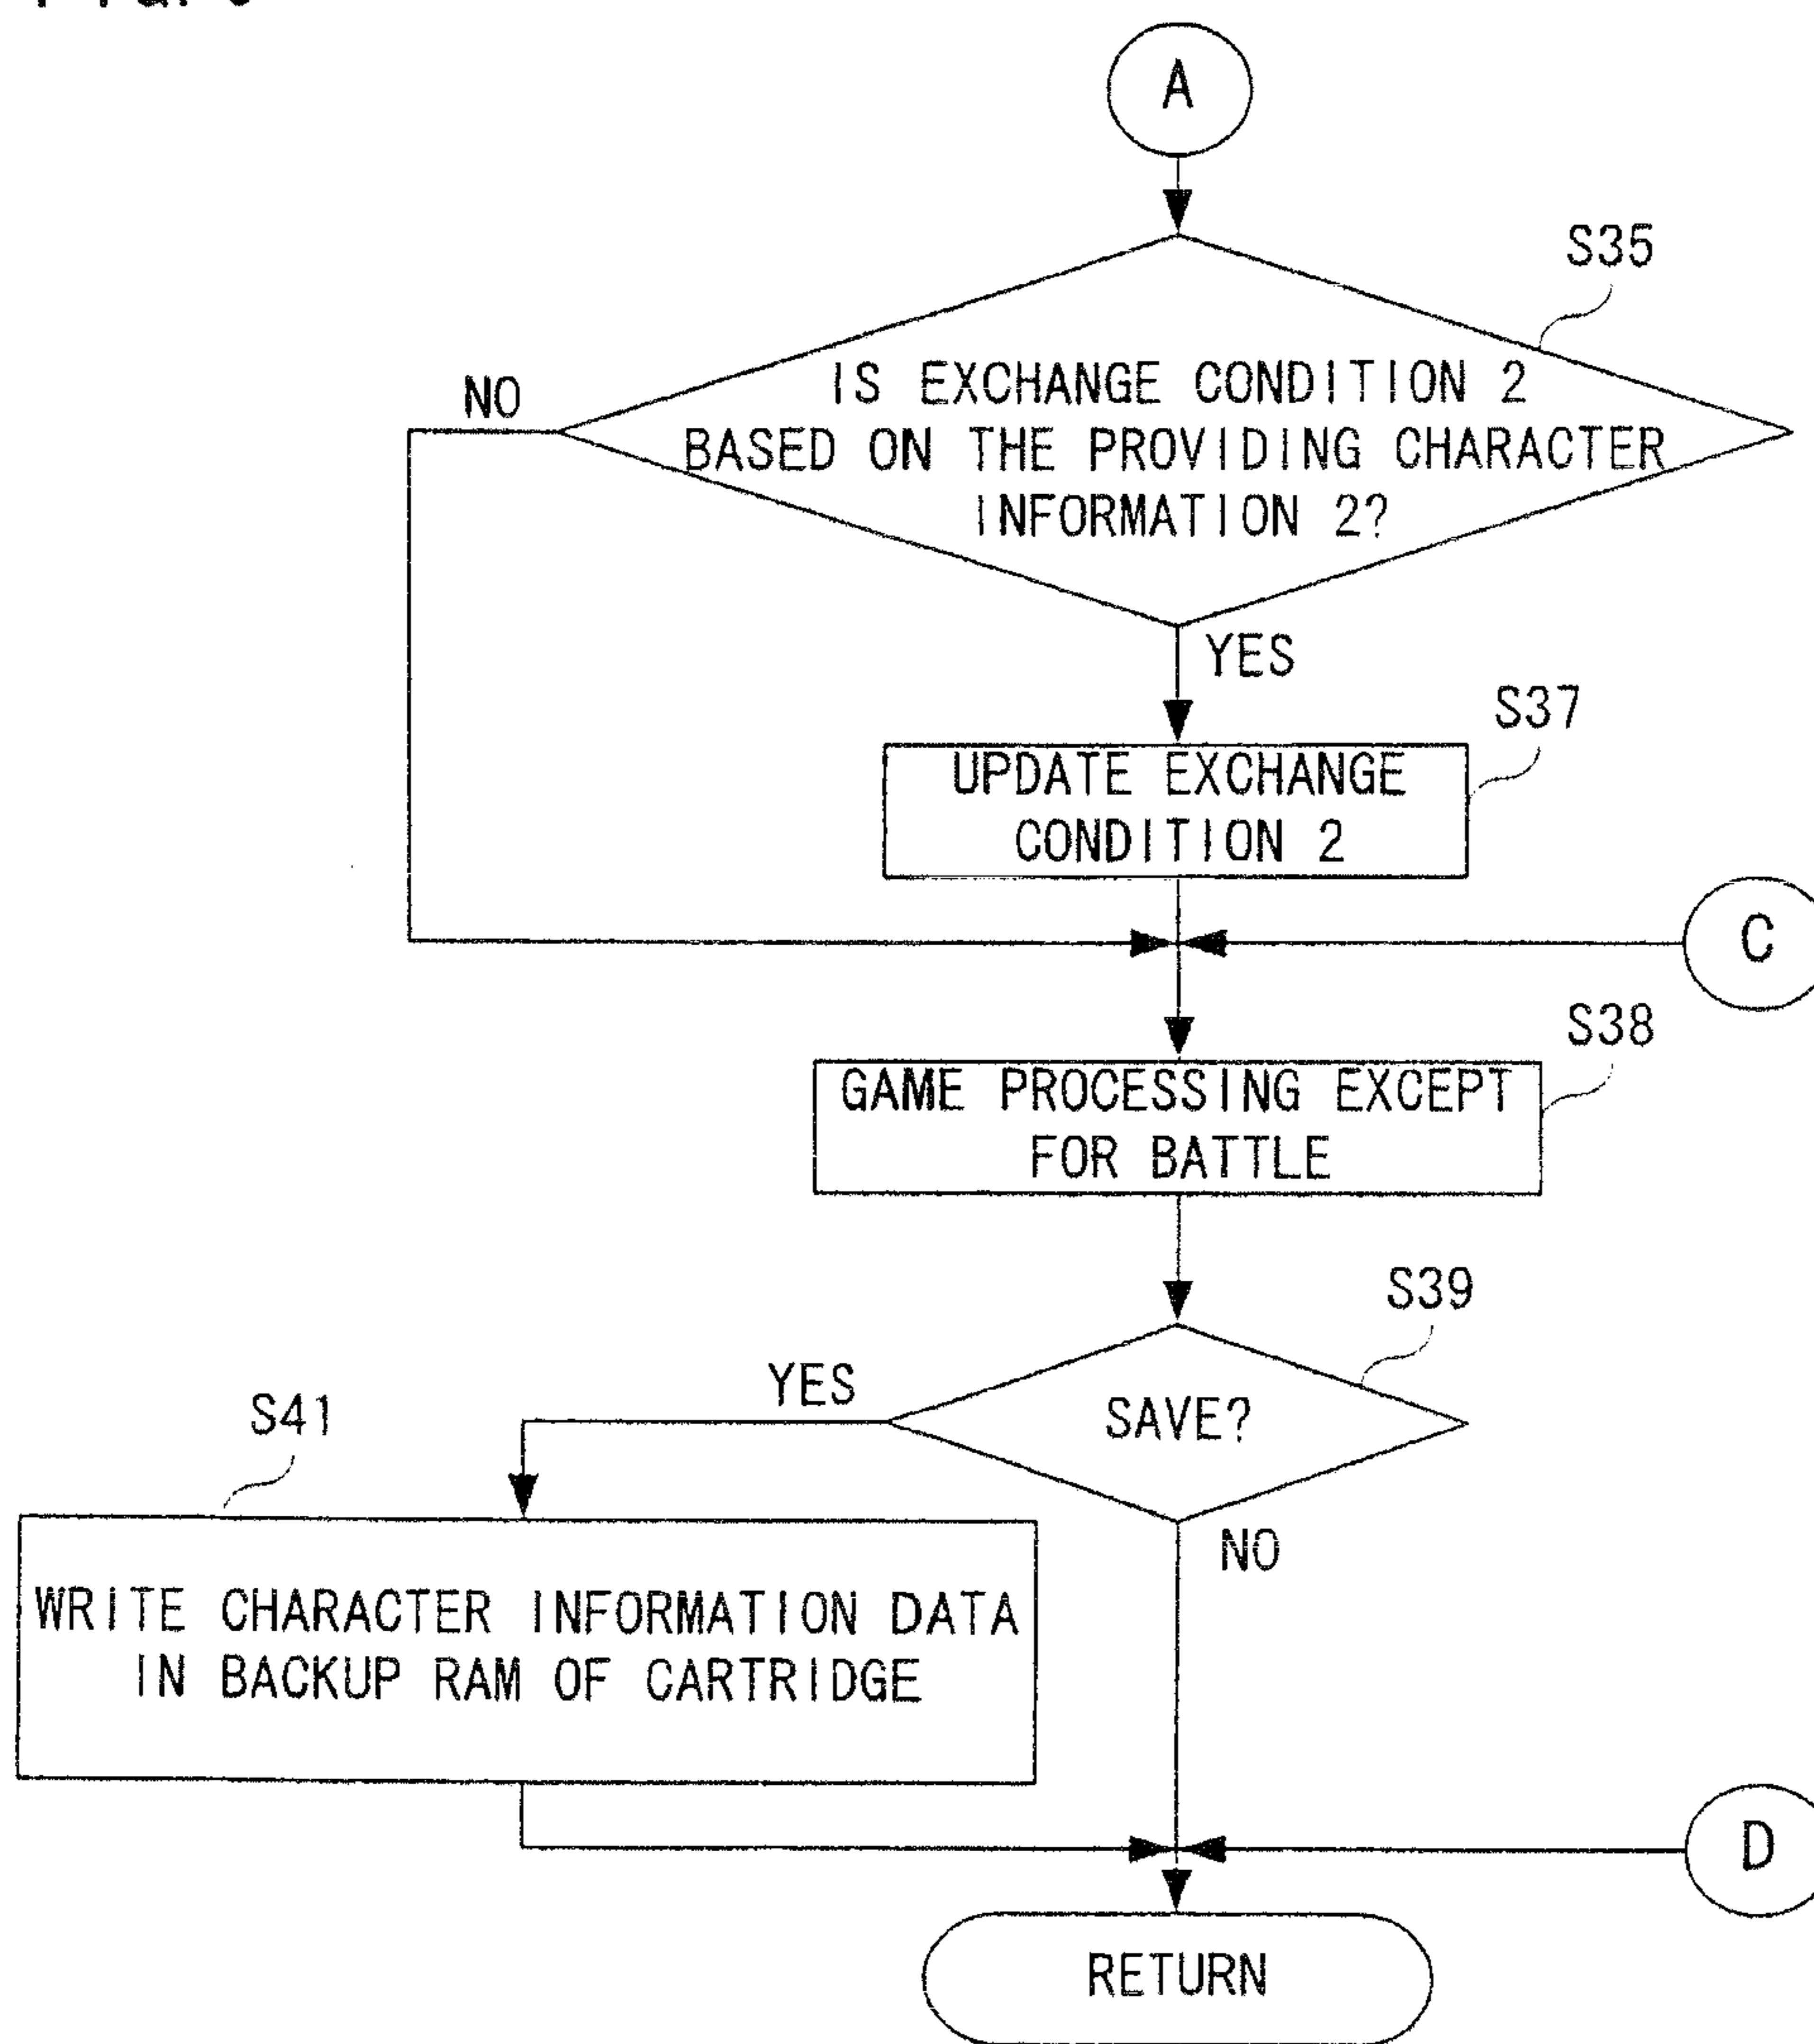 A
S35
NO
IS EXCHANGE CONDITION 2
BASED ON THE PROVIDING CHARACTER
INFORMATION 2?
YES
S37
UPDATE EXCHANGE
CONDITION 2
C
S38
GAME PROCESSING EXCEPT
FOR BATTLE
S39
YES
SAVE?
S41
NO
WRITE CHARACTER INFORMATION DATA
IN BACKUP RAM OF CARTRIDGE
D
RETURN